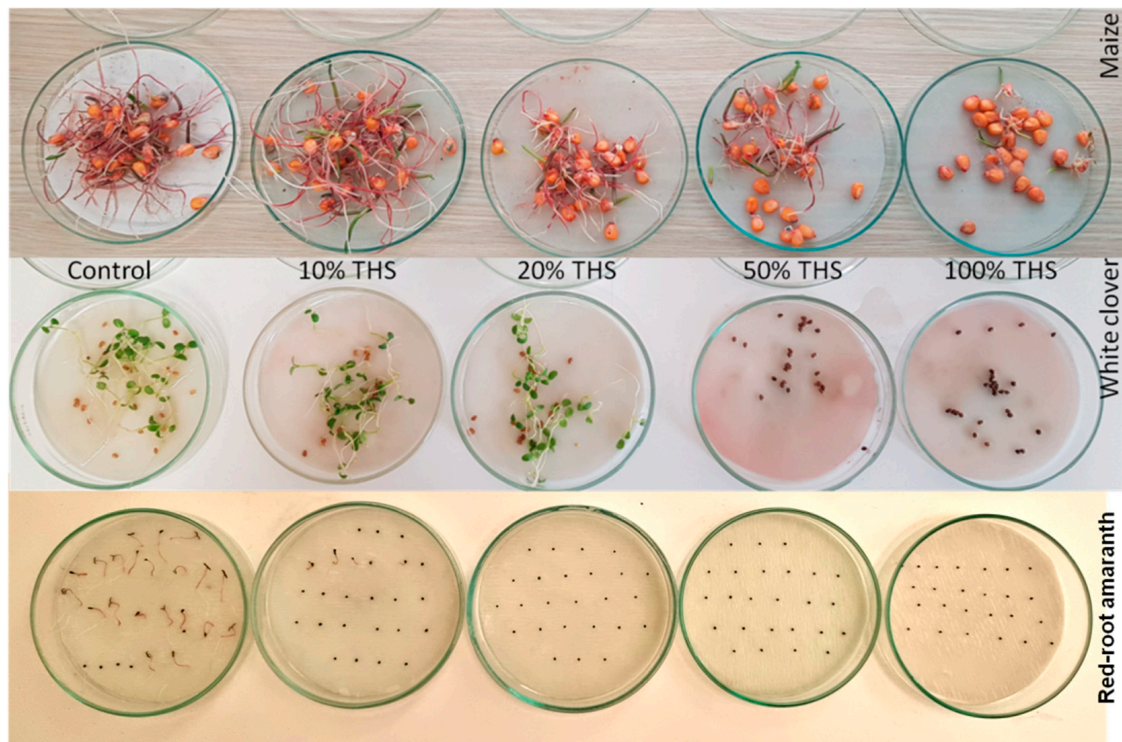 Maize
Control
10% THS
20% THS
50% THS
100% THS
White clover
Red-root amaranth